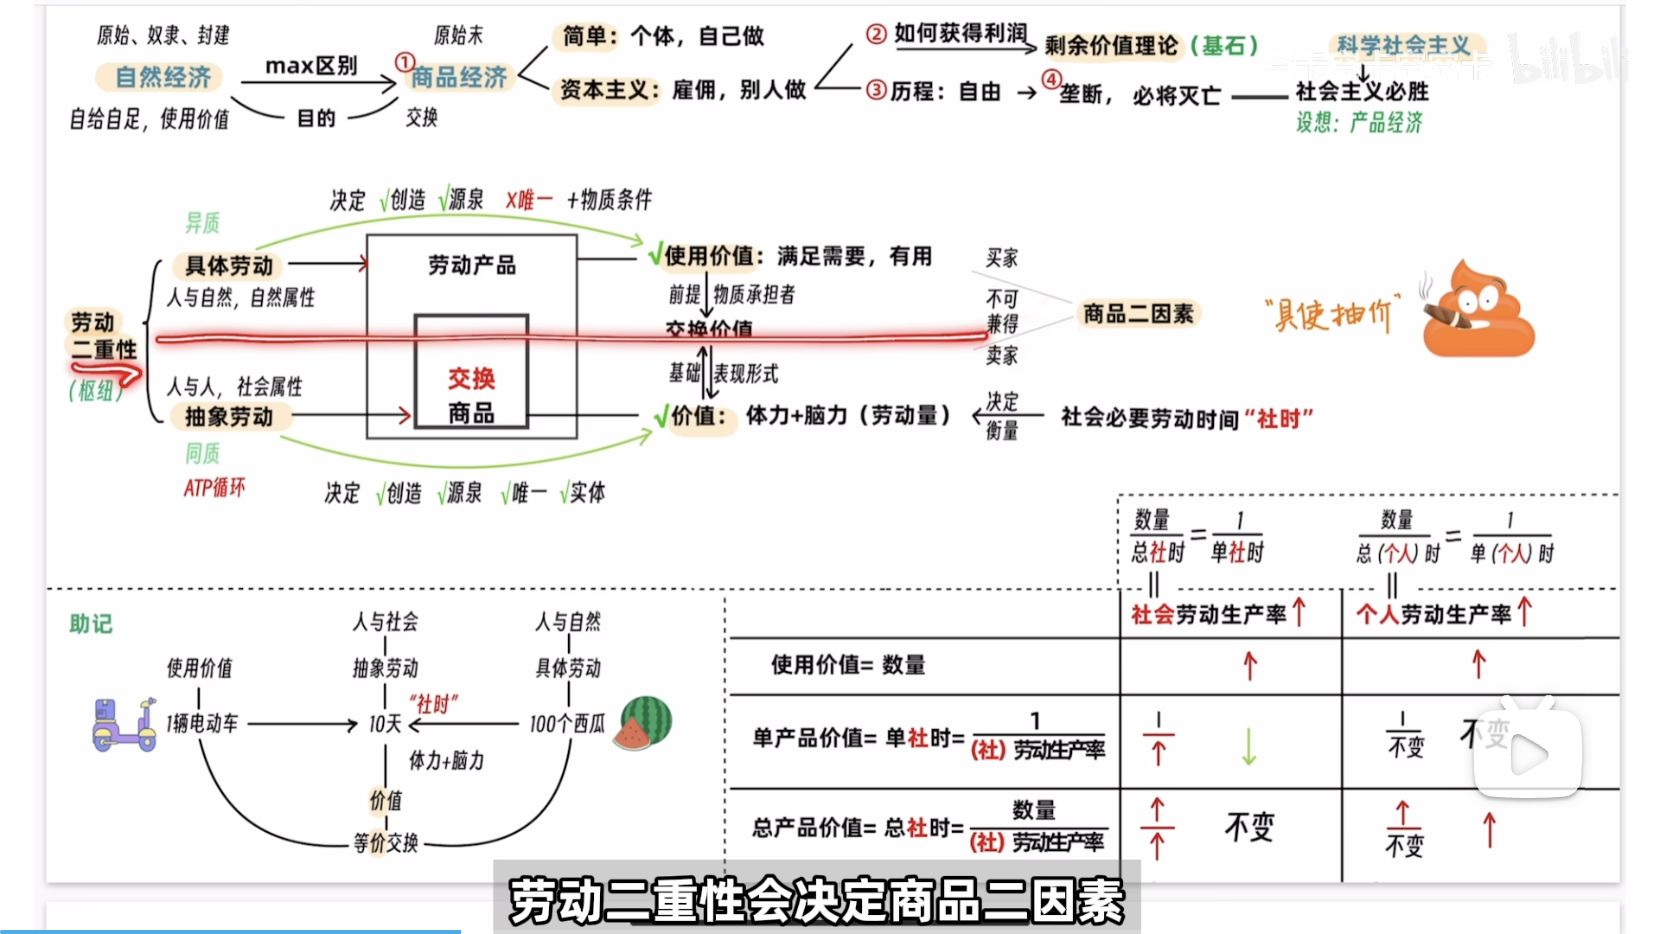 原始、奴隶、封建
自然经济
自给自足，使用价值
max区别
目的
原始末
①商品经济
交换
简单：个体，自己做
资本主义：雇佣，别人做
②如何获得利润
剩余价值理论（基石）
③历程：自由 → ④垄断，必将灭亡
科学社会主义
社会主义必胜
设想：产品经济
bilibili
决定 √创造 √源泉 X唯一 +物质条件
异质
具体劳动
人与自然，自然属性
劳动
二重性
（枢纽）
人与人，社会属性
抽象劳动
同质
ATP循环
劳动产品
交换
商品
√使用价值：满足需要，有用
前提 物质承担者
交换价值
基础 表现形式
√价值：体力+脑力（劳动量）
决定
衡量
社会必要劳动时间“社时”
买家
不可
兼得
卖家
商品二因素
“具使抽价”
决定 √创造 √源泉 √唯一 √实体
助记
使用价值
1辆电动车
人与社会
抽象劳动
10天
“社时”
体力+脑力
价值
等价交换
人与自然
具体劳动
100个西瓜
数量
总社时
=
1
单社时
数量
总（个人）时
=
1
单（个人）时
社会劳动生产率↑
个人劳动生产率↑
使用价值= 数量
↑
↑
单产品价值= 单社时=
1
(社) 劳动生产率
1
↑
↓
1
不变
不变
总产品价值= 总社时=
数量
(社) 劳动生产率
↑
↑
不变
↑
不变
↑
劳动二重性会决定商品二因素